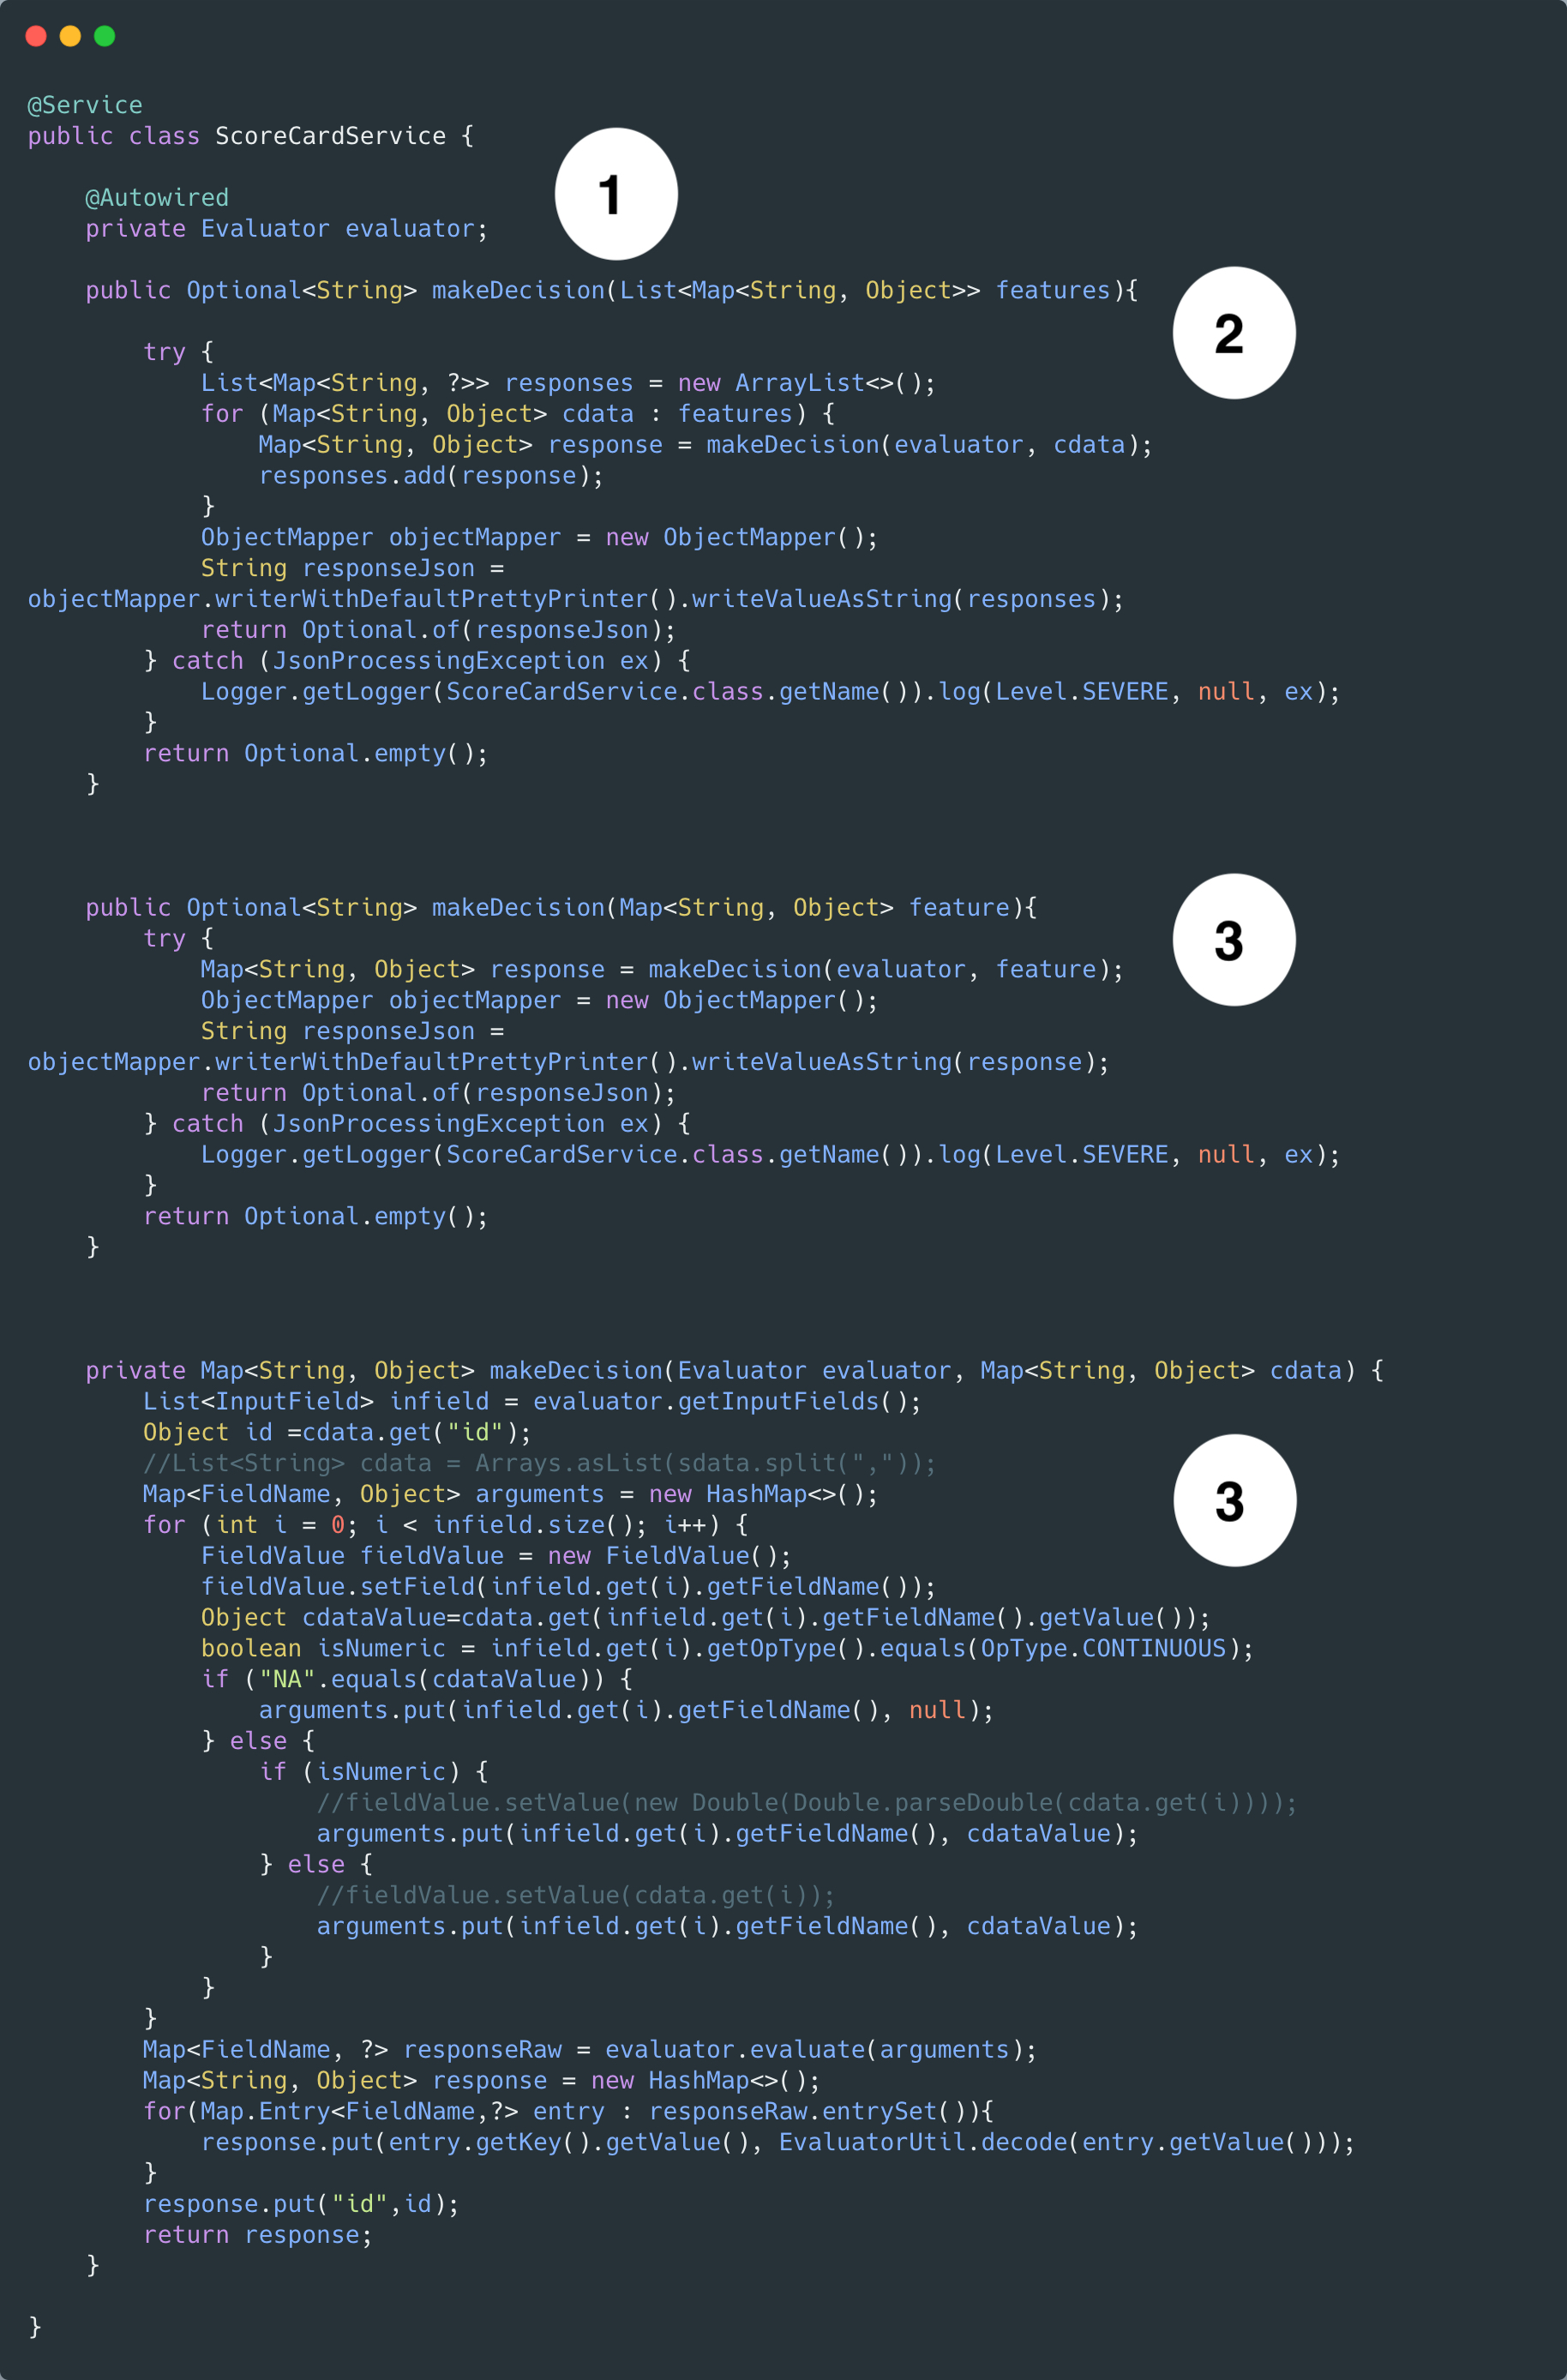 @Service
public class ScoreCardService {
    @Autowired
1
    private Evaluator evaluator;
    public Optional<String> makeDecision(List<Map<String, Object>> features){
2
        try {
            List<Map<String, ?>> responses = new ArrayList<>();
            for (Map<String, Object> cdata : features) {
                Map<String, Object> response = makeDecision(evaluator, cdata);
                responses.add(response);
            }
            ObjectMapper objectMapper = new ObjectMapper();
            String responseJson =
objectMapper.writerWithDefaultPrettyPrinter().writeValueAsString(responses);
            return Optional.of(responseJson);
        } catch (JsonProcessingException ex) {
            Logger.getLogger(ScoreCardService.class.getName()).log(Level.SEVERE, null, ex);
        }
        return Optional.empty();
    }
    public Optional<String> makeDecision(Map<String, Object> feature){
3
        try {
            Map<String, Object> response = makeDecision(evaluator, feature);
            ObjectMapper objectMapper = new ObjectMapper();
            String responseJson =
objectMapper.writerWithDefaultPrettyPrinter().writeValueAsString(response);
            return Optional.of(responseJson);
        } catch (JsonProcessingException ex) {
            Logger.getLogger(ScoreCardService.class.getName()).log(Level.SEVERE, null, ex);
        }
        return Optional.empty();
    }
    private Map<String, Object> makeDecision(Evaluator evaluator, Map<String, Object> cdata) {
        List<InputField> infield = evaluator.getInputFields();
        Object id =cdata.get("id");
        //List<String> cdata = Arrays.asList(sdata.split(","));
        Map<FieldName, Object> arguments = new HashMap<>();
3
        for (int i = 0; i < infield.size(); i++) {
            FieldValue fieldValue = new FieldValue();
            fieldValue.setField(infield.get(i).getFieldName());
            Object cdataValue=cdata.get(infield.get(i).getFieldName().getValue());
            boolean isNumeric = infield.get(i).getOpType().equals(OpType.CONTINUOUS);
            if ("NA".equals(cdataValue)) {
                arguments.put(infield.get(i).getFieldName(), null);
            } else {
                if (isNumeric) {
                    //fieldValue.setValue(new Double(Double.parseDouble(cdata.get(i))));
                    arguments.put(infield.get(i).getFieldName(), cdataValue);
                } else {
                    //fieldValue.setValue(cdata.get(i));
                    arguments.put(infield.get(i).getFieldName(), cdataValue);
                }
            }
        }
        Map<FieldName, ?> responseRaw = evaluator.evaluate(arguments);
        Map<String, Object> response = new HashMap<>();
        for(Map.Entry<FieldName,?> entry : responseRaw.entrySet()){
            response.put(entry.getKey().getValue(), EvaluatorUtil.decode(entry.getValue()));
        }
        response.put("id",id);
        return response;
    }
}